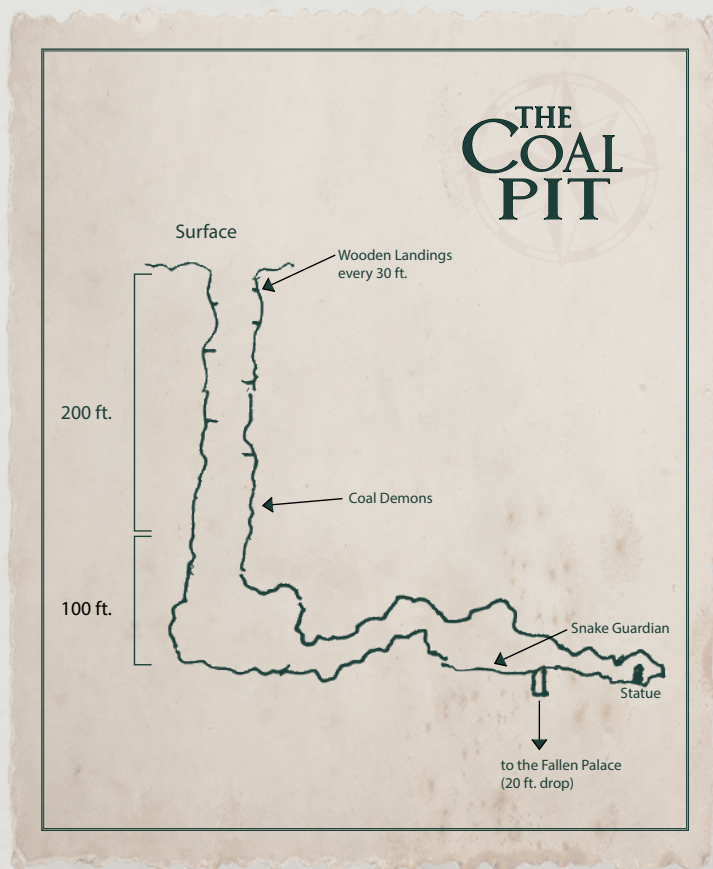 THE
COAL
PIT
Surface
Wooden Landings
every 30 ft.
200 ft.
Coal Demons
100 ft.
Snake Guardian
Statue
to the Fallen Palace
(20 ft. drop)